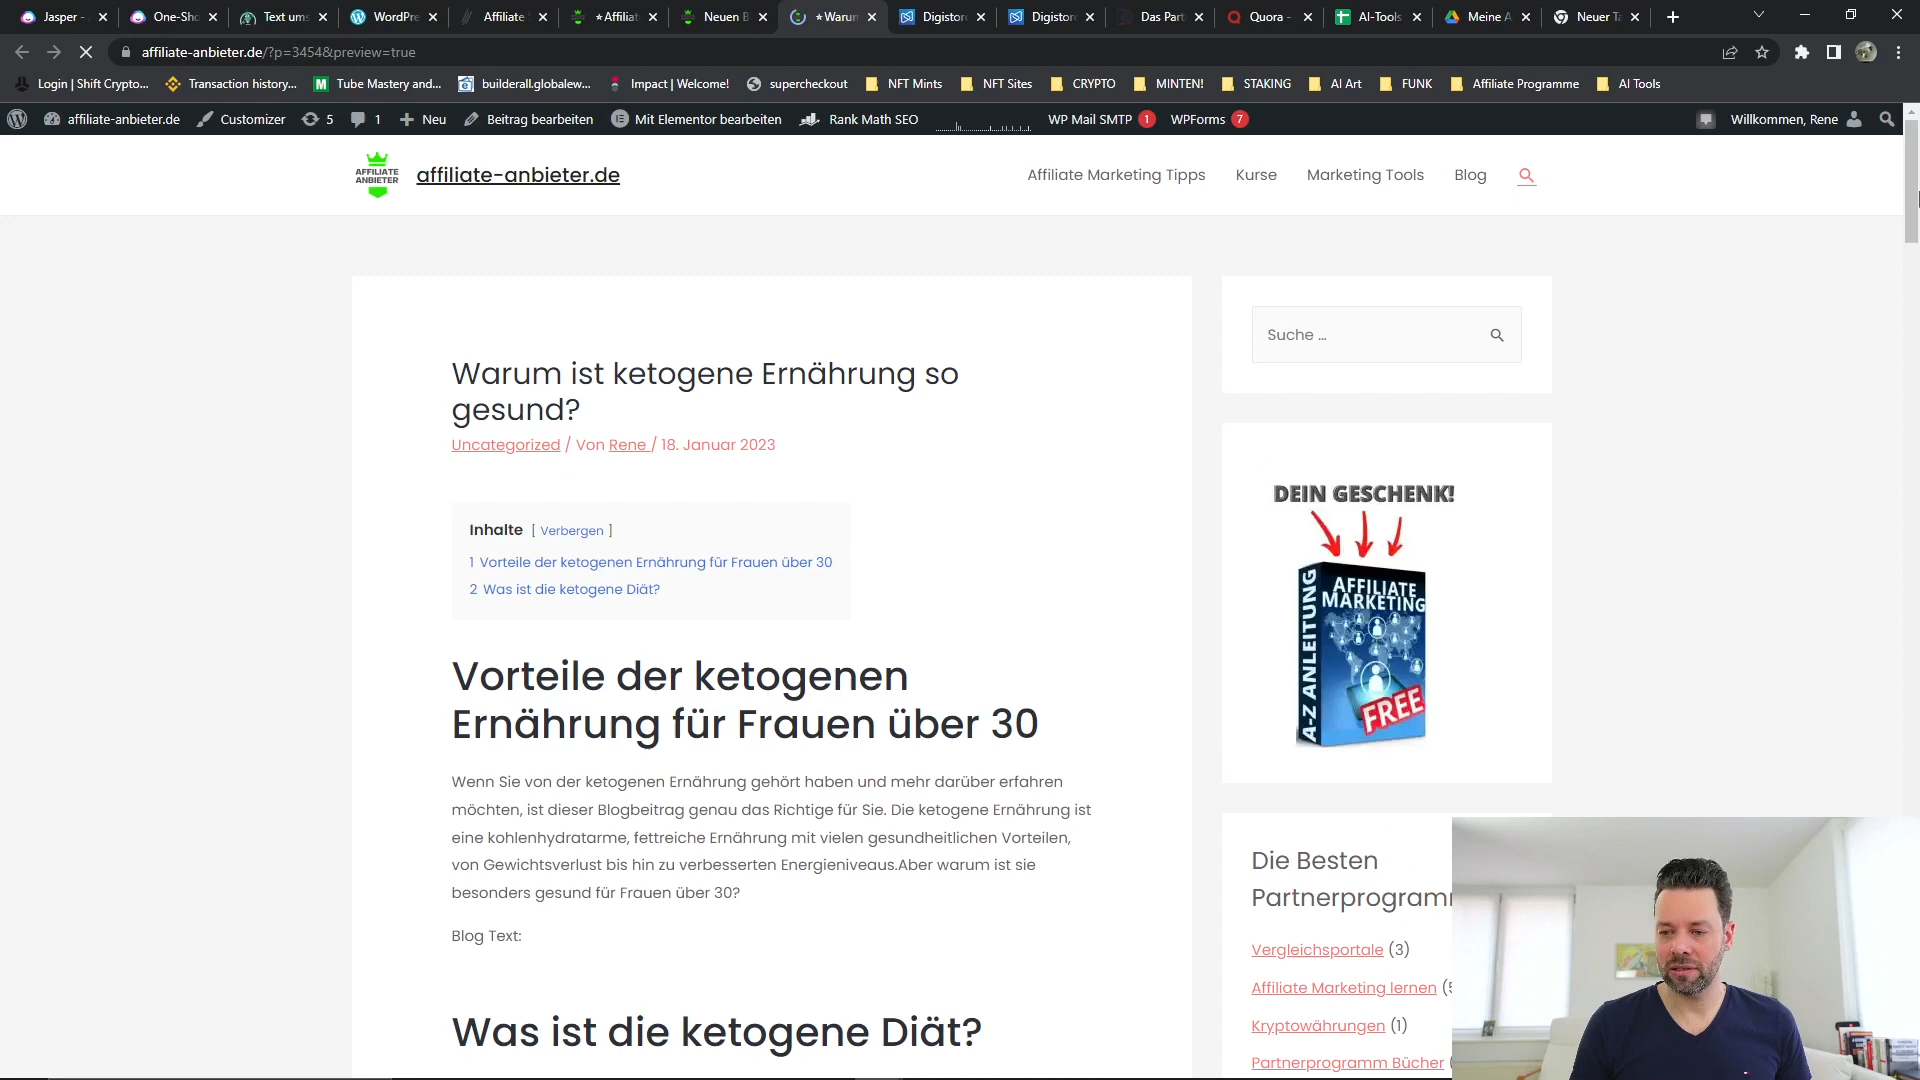 Jasper -
One-Sho
Text ums
WordPre
Affiliate
*Affiliat
Neuen B
*Warun
Digistor
Digistor
Das Part
Quora -
AI-Tools
Meine A
Neuer Ta
affiliate-anbieter.de/?p=3454&preview=true
Login | Shift Crypto...
Transaction history...
Tube Mastery and...
builderall.globalew...
Impact | Welcome!
supercheckout
NFT Mints
NFT Sites
CRYPTO
MINTEN!
STAKING
AI Art
FUNK
Affiliate Programme
AI Tools
affiliate-anbieter.de
Customizer
5
1
Neu
Beitrag bearbeiten
Mit Elementor bearbeiten
Rank Math SEO
WP Mail SMTP 1
WPForms 7
Willkommen, Rene
AFFILIATE
ANBIETER
affiliate-anbieter.de
Affiliate Marketing Tipps
Kurse
Marketing Tools
Blog
Warum ist ketogene Ernährung so
gesund?
Uncategorized / Von Rene / 18. Januar 2023
Inhalte [ Verbergen ]
1 Vorteile der ketogenen Ernährung für Frauen über 30
2 Was ist die ketogene Diät?
Vorteile der ketogenen
Ernährung für Frauen über 30
Wenn Sie von der ketogenen Ernährung gehört haben und mehr darüber erfahren
möchten, ist dieser Blogbeitrag genau das Richtige für Sie. Die ketogene Ernährung ist
eine kohlenhydratarme, fettreiche Ernährung mit vielen gesundheitlichen Vorteilen,
von Gewichtsverlust bis hin zu verbesserten Energieniveaus.Aber warum ist sie
besonders gesund für Frauen über 30?
Blog Text:
Was ist die ketogene Diät?
Suche ...
DEIN GESCHENK!
A-Z ANLEITUNG
AFFILIATE
MARKETING
FREE
Die Besten
Partnerprogramm
Vergleichsportale (3)
Affiliate Marketing lernen (5
Kryptowährungen (1)
Partnerprogramm Bücher (